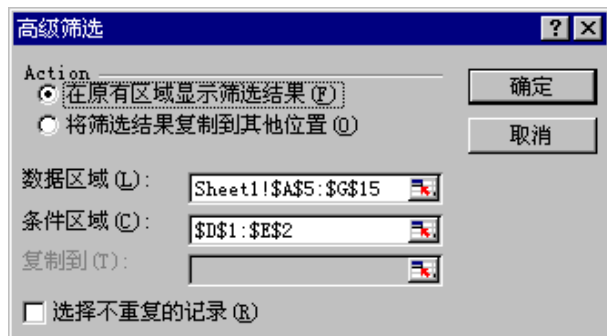 高级筛选
Action
在原有区域显示筛选结果(F)
确定
将筛选结果复制到其他位置(O)
取消
数据区域(L): Sheet1!$A$5:$G$15
条件区域(C): $D$1:$E$2
复制到(T):
选择不重复的记录(R)